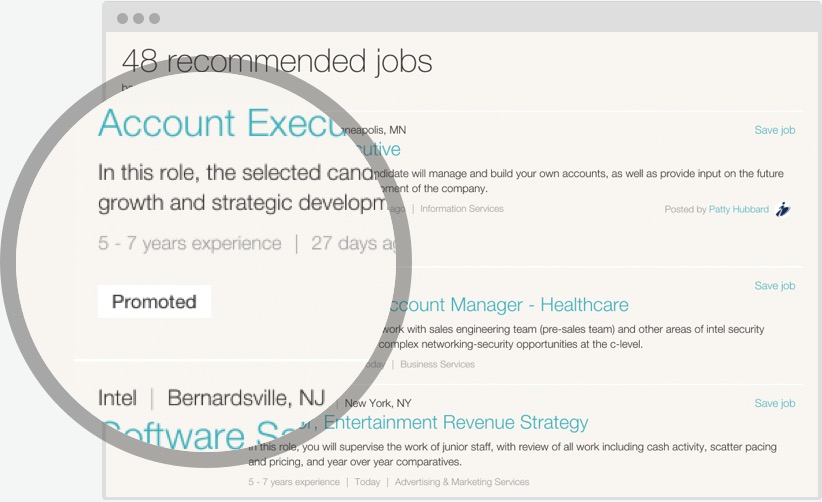 48 recommended jobs
Account Execu
In this role, the selected cand
growth and strategic developm
5 - 7 years experience | 27 days ag
Promoted
Intel | Bernardsville, NJ
Software Sa
neapolis, MN
Save job
cutive
ndidate will manage and build your own accounts, as well as provide input on the future
ment of the company.
ago | Information Services
Posted by Patty Hubbard
Save job
ccount Manager - Healthcare
work with sales engineering team (pre-sales team) and other areas of intel security
complex networking-security opportunities at the c-level.
oday | Business Services
New York, NY
Save job
r, Entertainment Revenue Strategy
In this role, you will supervise the work of junior staff, with review of all work including cash activity, scatter pacing
and pricing, and year over year comparatives.
5 - 7 years experience | Today | Advertising & Marketing Services